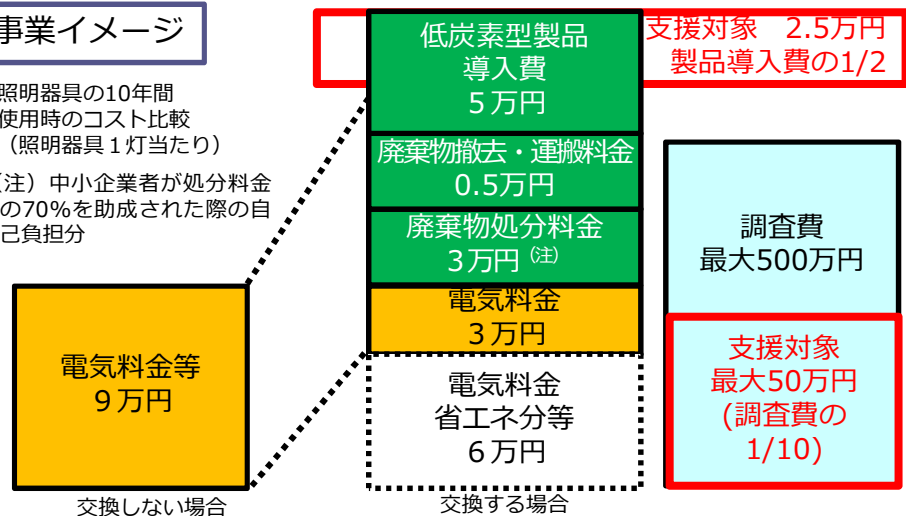 事業イメージ
照明器具の10年間
使用時のコスト比較
（照明器具１灯当たり）
（注）中小企業者が処分料金
の70％を助成された際の自
己負担分
電気料金等
９万円
交換しない場合
低炭素型製品
導入費
５万円
廃棄物撤去・運搬料金
0.5万円
廃棄物処分料金
３万円（注）
電気料金
３万円
電気料金
省エネ分等
６万円
交換する場合
支援対象　2.5万円
製品導入費の1/2
調査費
最大500万円
支援対象
最大50万円
(調査費の
1/10)